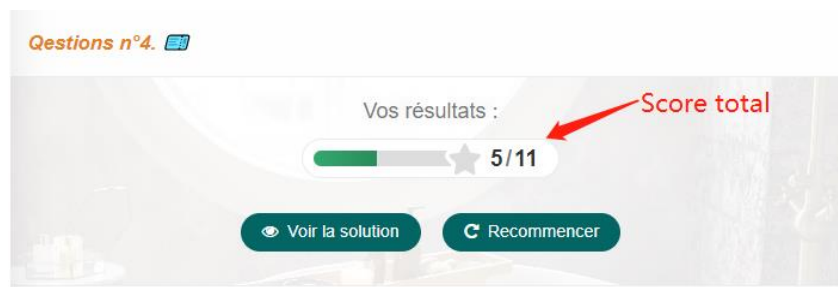 Qestions n°4.
Vos résultats :
Score total
5/11
Voir la solution
Recommencer